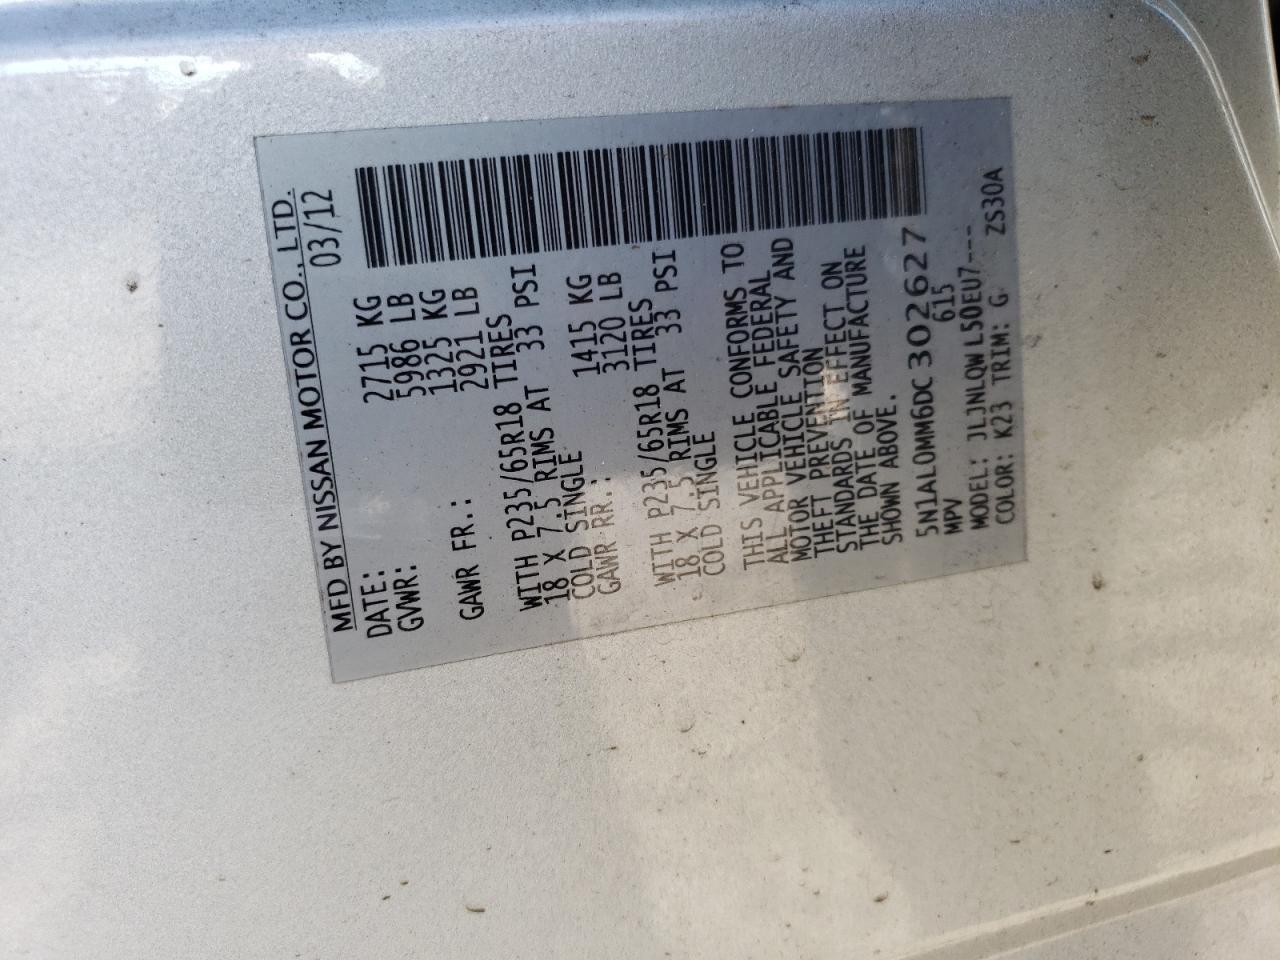 MFD BY NISSAN MOTOR CO., LTD.
DATE: 03/12
GVWR: 2715 KG
5986 LB
GAWR FR.: 1325 KG
2921 LB
WITH P235/65R18 TIRES
18 X 7.5 RIMS AT 33 PSI
COLD SINGLE
GAWR RR.: 1415 KG
3120 LB
WITH P235/65R18 TIRES
18 X 7.5 RIMS AT 33 PSI
COLD SINGLE
THIS VEHICLE CONFORMS TO
ALL APPLICABLE FEDERAL
MOTOR VEHICLE SAFETY AND
THEFT PREVENTION
STANDARDS IN EFFECT ON
THE DATE OF MANUFACTURE
SHOWN ABOVE.
5N1AL0MM6DC302627
MPV 615
MODEL: JLJNLQWL50EU7---
COLOR: K23 TRIM: G ZS30A